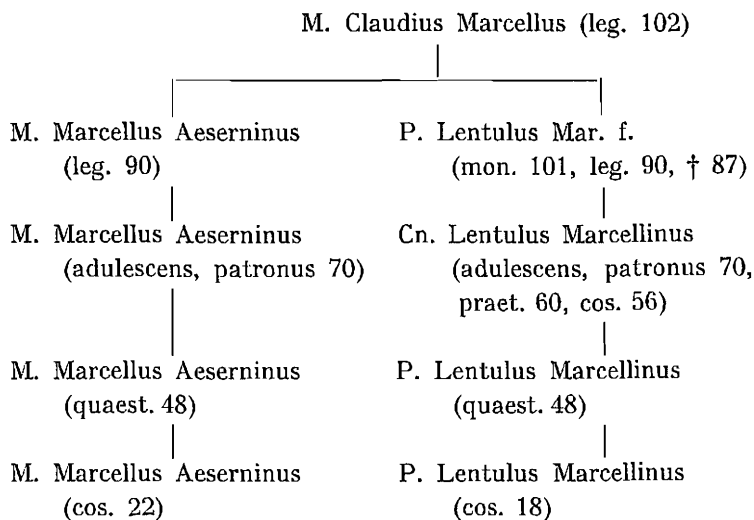 M. Claudius Marcellus (leg. 102)
M. Marcellus Aeserninus
(leg. 90)
P. Lentulus Mar. f.
(mon. 101, leg. 90, † 87)
M. Marcellus Aeserninus
(adulescens, patronus 70)
Cn. Lentulus Marcellinus
(adulescens, patronus 70,
praet. 60, cos. 56)
M. Marcellus Aeserninus
(quaest. 48)
P. Lentulus Marcellinus
(quaest. 48)
M. Marcellus Aeserninus
(cos. 22)
P. Lentulus Marcellinus
(cos. 18)